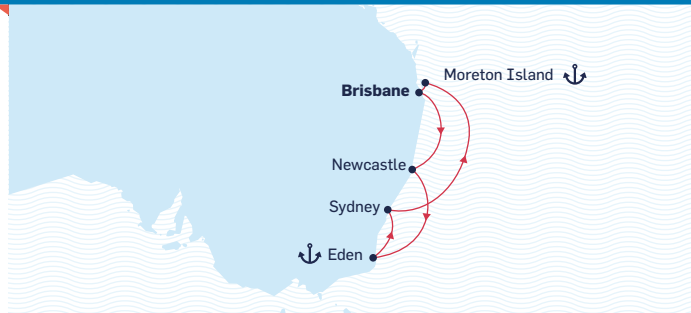 Moreton Island
Brisbane
Newcastle
Sydney
Eden